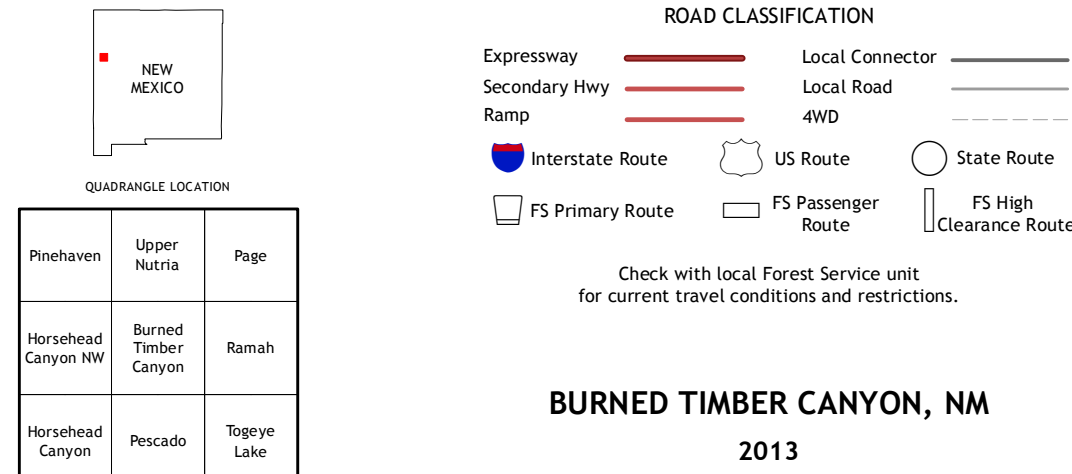 NEW
MEXICO
QUADRANGLE LOCATION
Pinehaven
Upper
Nutria
Page
Horsehead
Canyon NW
Burned
Timber
Canyon
Ramah
Horsehead
Canyon
Pescado
Togeye
Lake
ROAD CLASSIFICATION
Expressway
Local Connector
Secondary Hwy
Local Road
Ramp
4WD
Interstate Route
US Route
State Route
FS Primary Route
FS Passenger
Route
FS High
Clearance Route
Check with local Forest Service unit
for current travel conditions and restrictions.
BURNED TIMBER CANYON, NM
2013